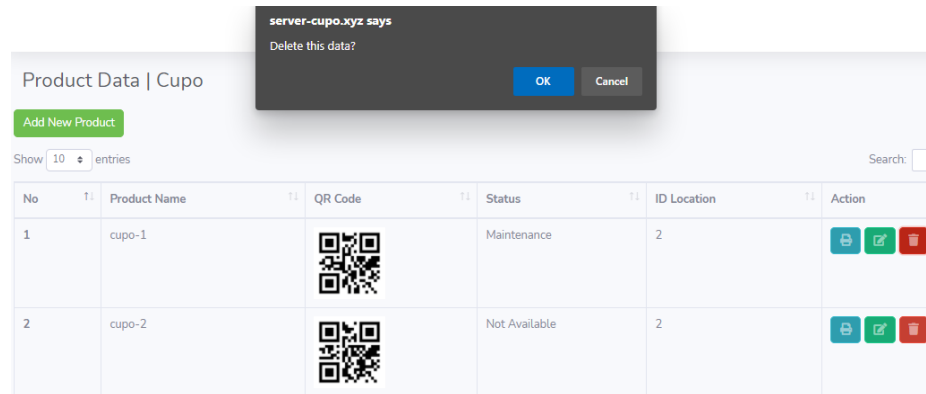 server-cupo.xyz says
Delete this data?
OK Cancel
Product Data | Cupo
Add New Product
Show 10 entries Search:
No Product Name QR Code Status ID Location Action
1 cupo-1 Maintenance 2
2 cupo-2 Not Available 2